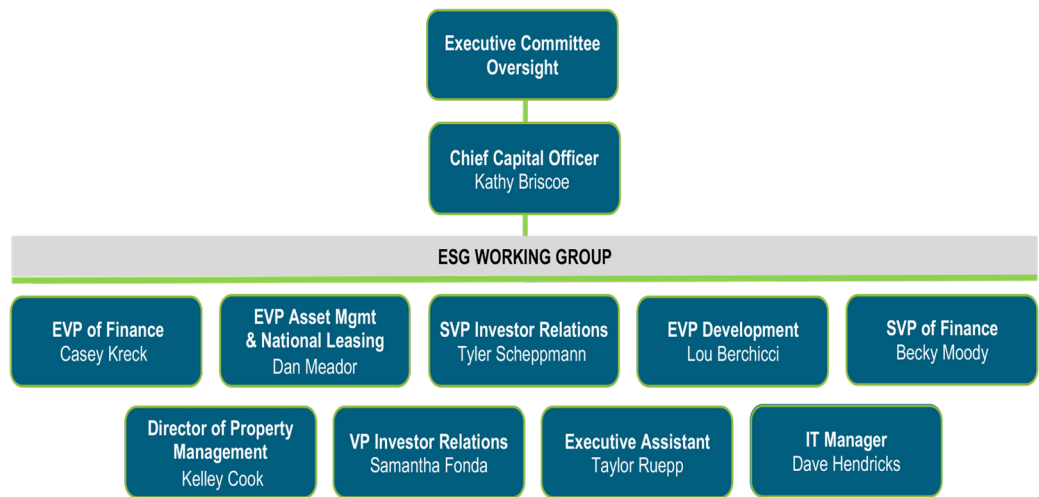 Executive Committee
Oversight
Chief Capital Officer
Kathy Briscoe
ESG WORKING GROUP
EVP of Finance
Casey Kreck
EVP Asset Mgmt
& National Leasing
Dan Meador
SVP Investor Relations
Tyler Scheppmann
EVP Development
Lou Berchicci
SVP of Finance
Becky Moody
Director of Property
Management
Kelley Cook
VP Investor Relations
Samantha Fonda
Executive Assistant
Taylor Ruepp
IT Manager
Dave Hendricks